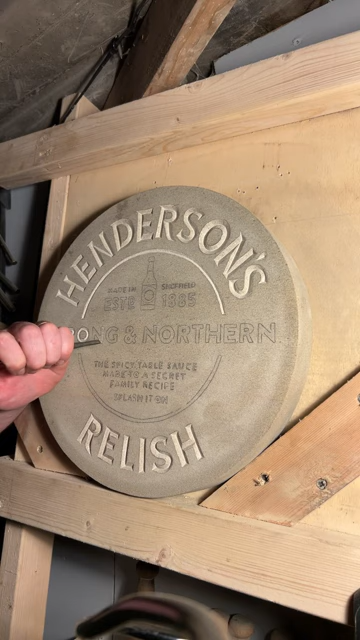 HENDERSON'S
MADE IN SHEFFIELD
ESTD 1885
ONG & NORTHERN
THE SPICY TABLE SAUCE
MADE TO A SECRET
FAMILY RECIPE
SPLASH IT ON
RELISH